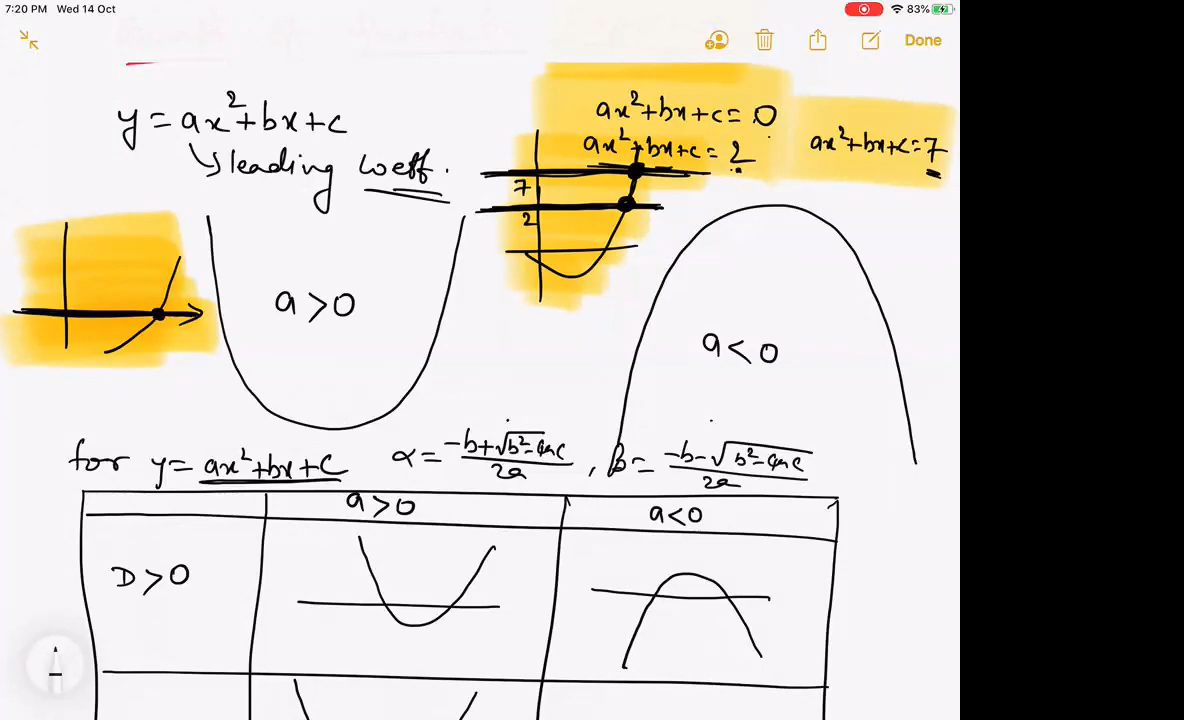 7:20 PM Wed 14 Oct
83%
Done
y = ax²+bx+c
leading coeff.
ax²+bx+c = 0
ax²+bx+c = 2
ax²+bx+c = 7
7
2
a > 0
a < 0
for y = ax²+bx+c α = (-b+√(b²-4ac))/2a , β = (-b-√(b²-4ac))/2a
a > 0 a < 0
D > 0